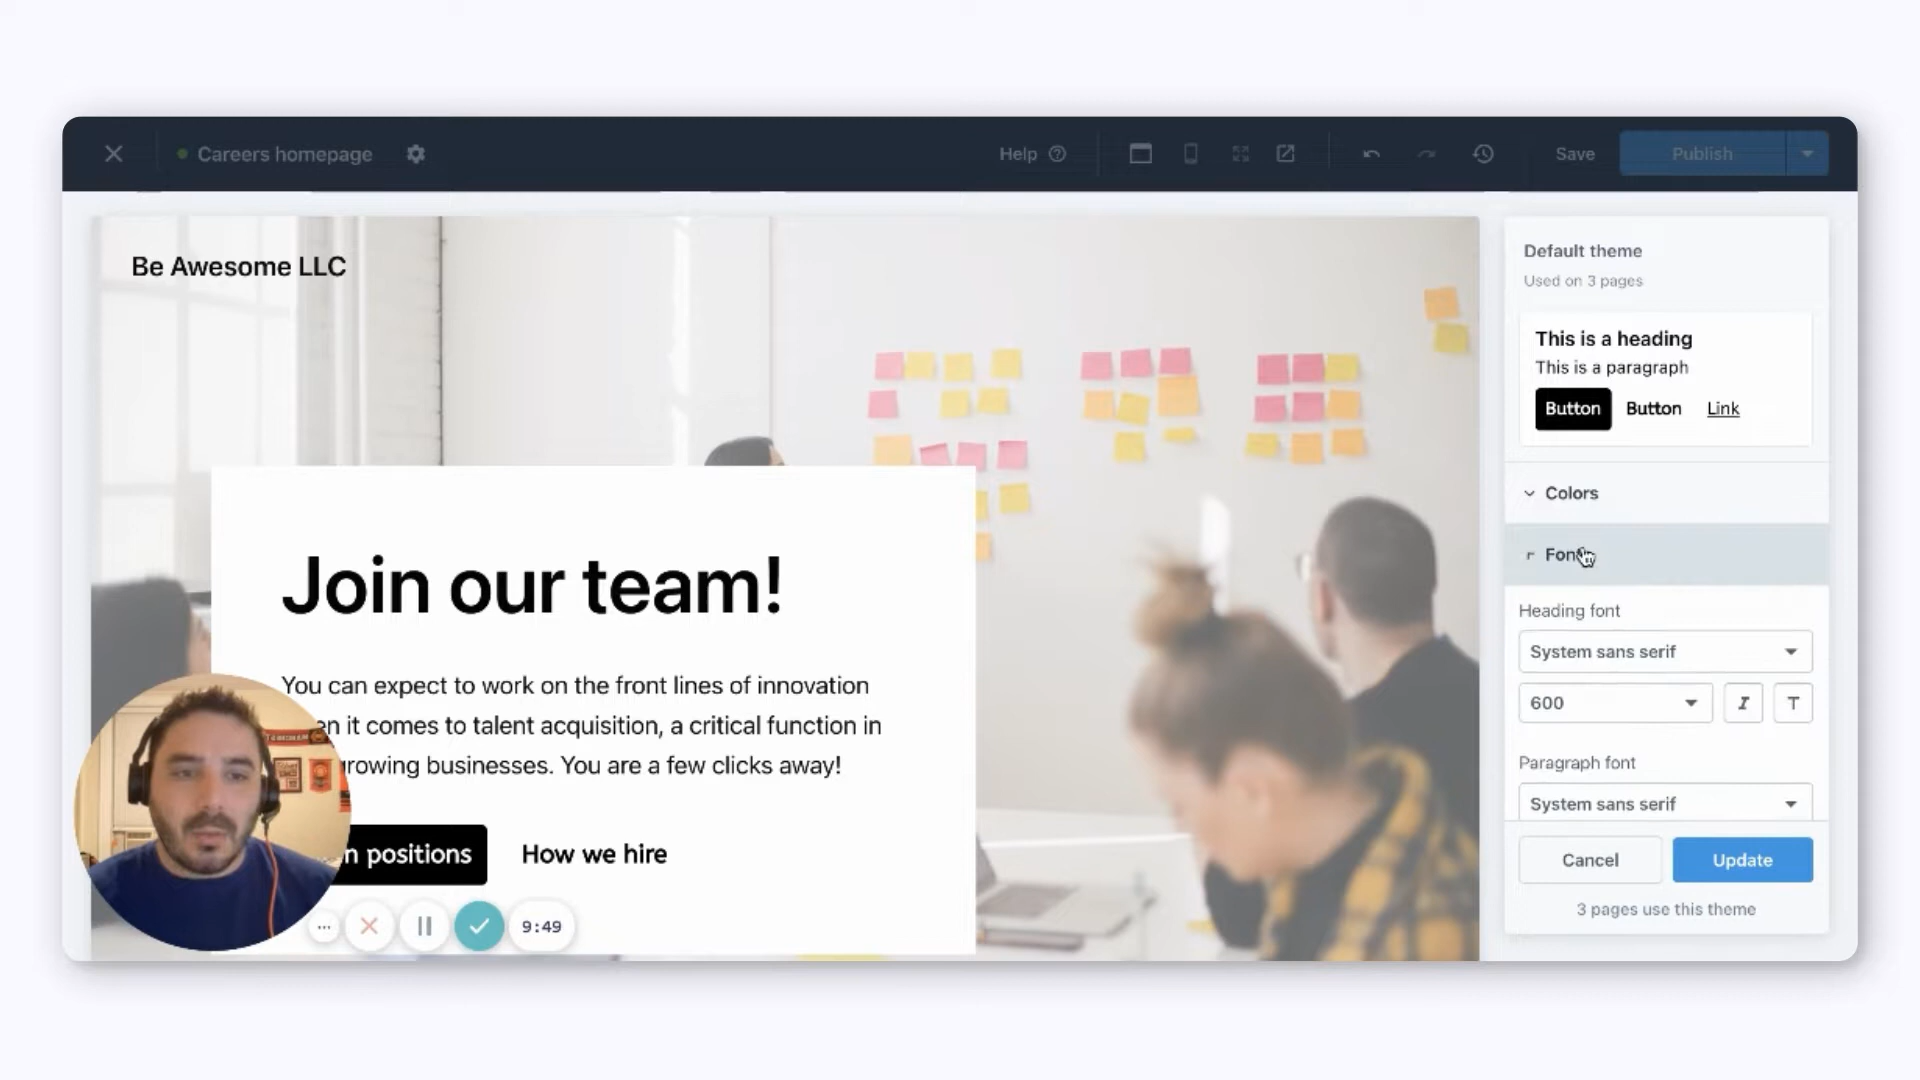 Careers homepage
Help
Save
Publish
Be Awesome LLC
Join our team!
You can expect to work on the front lines of innovation
it comes to talent acquisition, a critical function in
growing businesses. You are a few clicks away!
positions
How we hire
9:49
Default theme
Used on 3 pages
This is a heading
This is a paragraph
Button Button Link
Colors
Heading font
System sans serif
600
I T
Paragraph font
System sans serif
Cancel
Update
3 pages use this theme